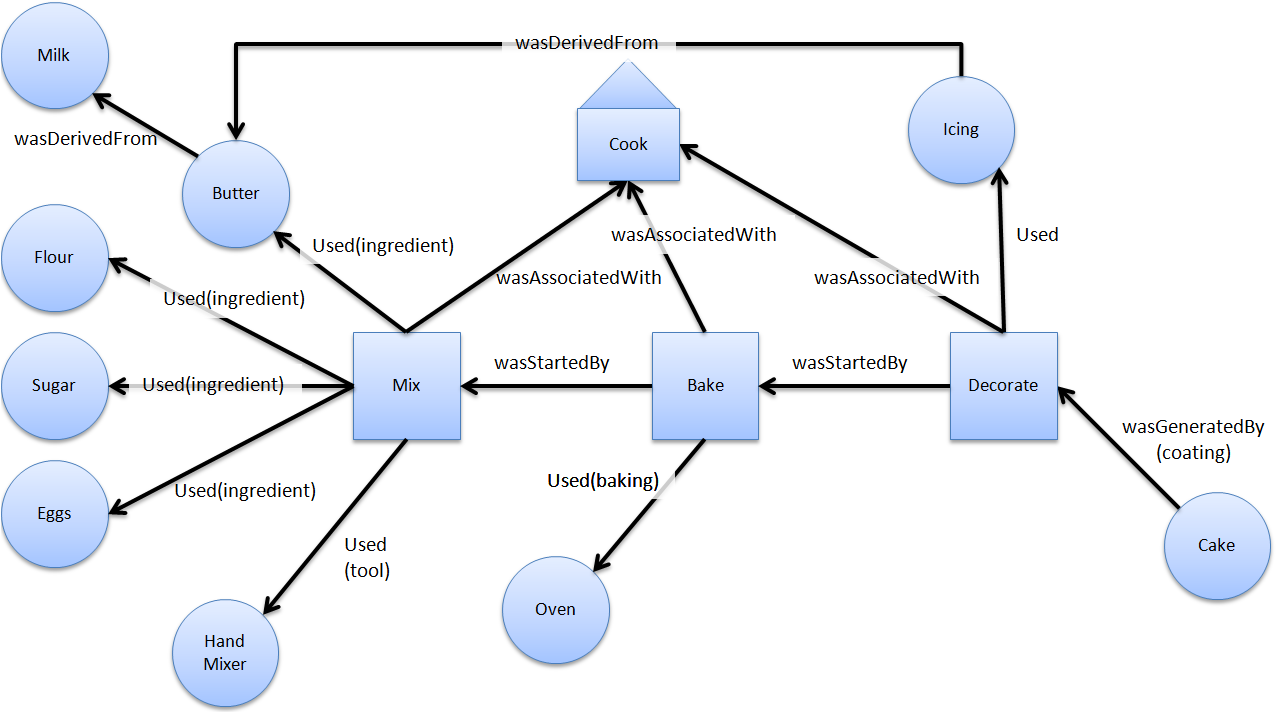 wasDerivedFrom
Milk
Icing
wasDerivedFrom
Cook
Butter
Used(ingredient)
wasAssociatedWith
Used
Flour
wasAssociatedWith
wasAssociatedWith
Used(ingredient)
wasStartedBy
wasStartedBy
Sugar
Used(ingredient)
Mix
Bake
Decorate
wasGeneratedBy
(coating)
Used(ingredient)
Used(baking)
Eggs
Used
(tool)
Cake
Oven
Hand
Mixer